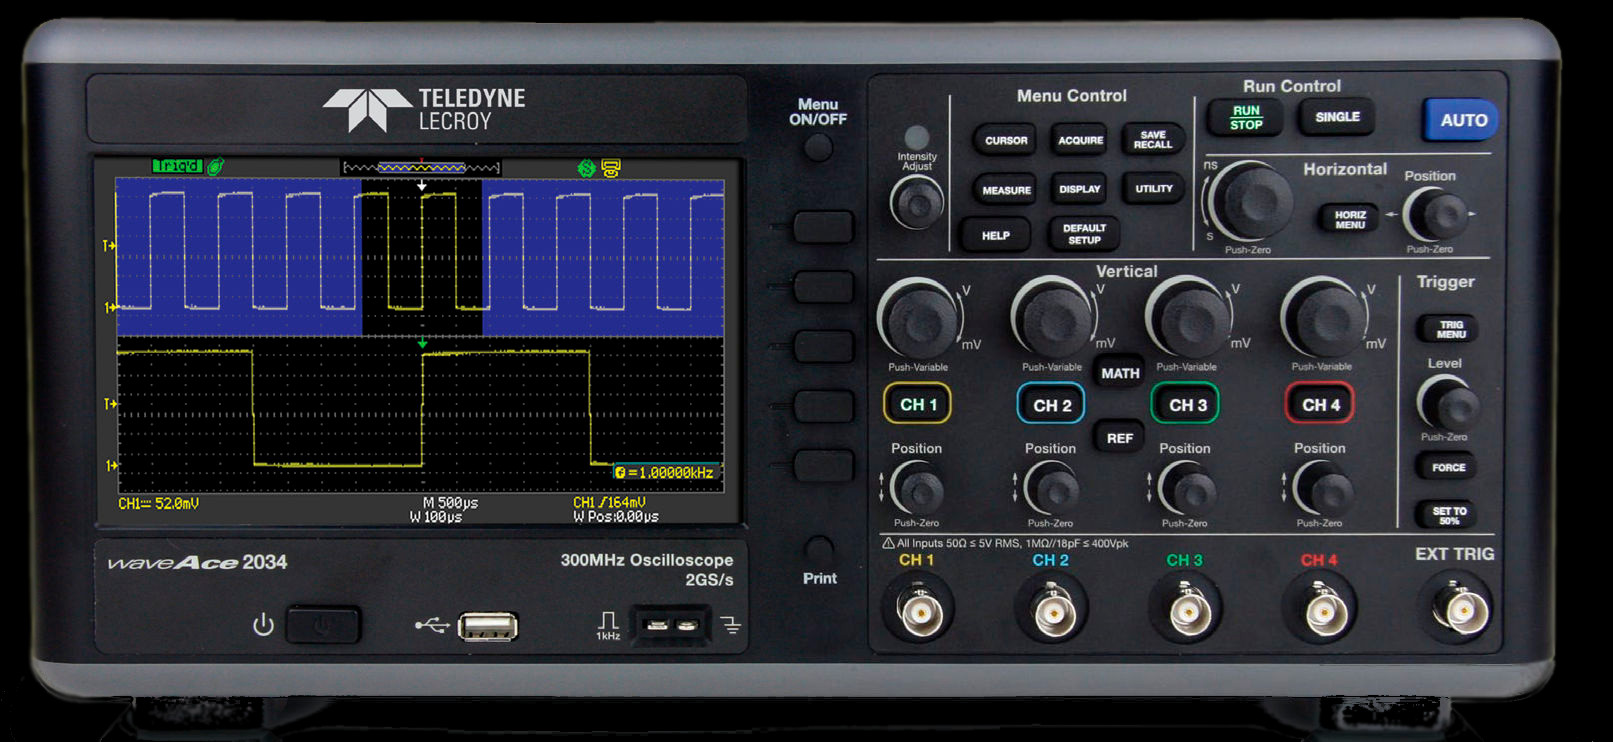 TELEDYNE
LECROY
Trig'd
T
1
T
1
f =1.00000kHz
CH1 52.0mV
M 500µs
W 100µs
CH1 164mV
W Pos:0.00µs
waveAce 2034
300MHz Oscilloscope
2GS/s
1kHz
Menu
ON/OFF
Print
Intensity
Adjust
Menu Control
CURSOR
ACQUIRE
SAVE
RECALL
MEASURE
DISPLAY
UTILITY
HELP
DEFAULT
SETUP
Run Control
RUN
STOP
SINGLE
AUTO
Horizontal
ns
s
Push-Zero
HORIZ
MENU
Position
Push-Zero
Vertical
V
mV
Push-Variable
V
mV
Push-Variable
V
mV
Push-Variable
V
mV
Push-Variable
CH 1
CH 2
MATH
CH 3
CH 4
REF
Position
Push-Zero
Position
Push-Zero
Position
Push-Zero
Position
Push-Zero
Trigger
TRIG
MENU
Level
Push-Zero
FORCE
SET TO
50%
All Inputs 50Ω ≤ 5V RMS, 1MΩ//18pF ≤ 400Vpk
CH 1
CH 2
CH 3
CH 4
EXT TRIG